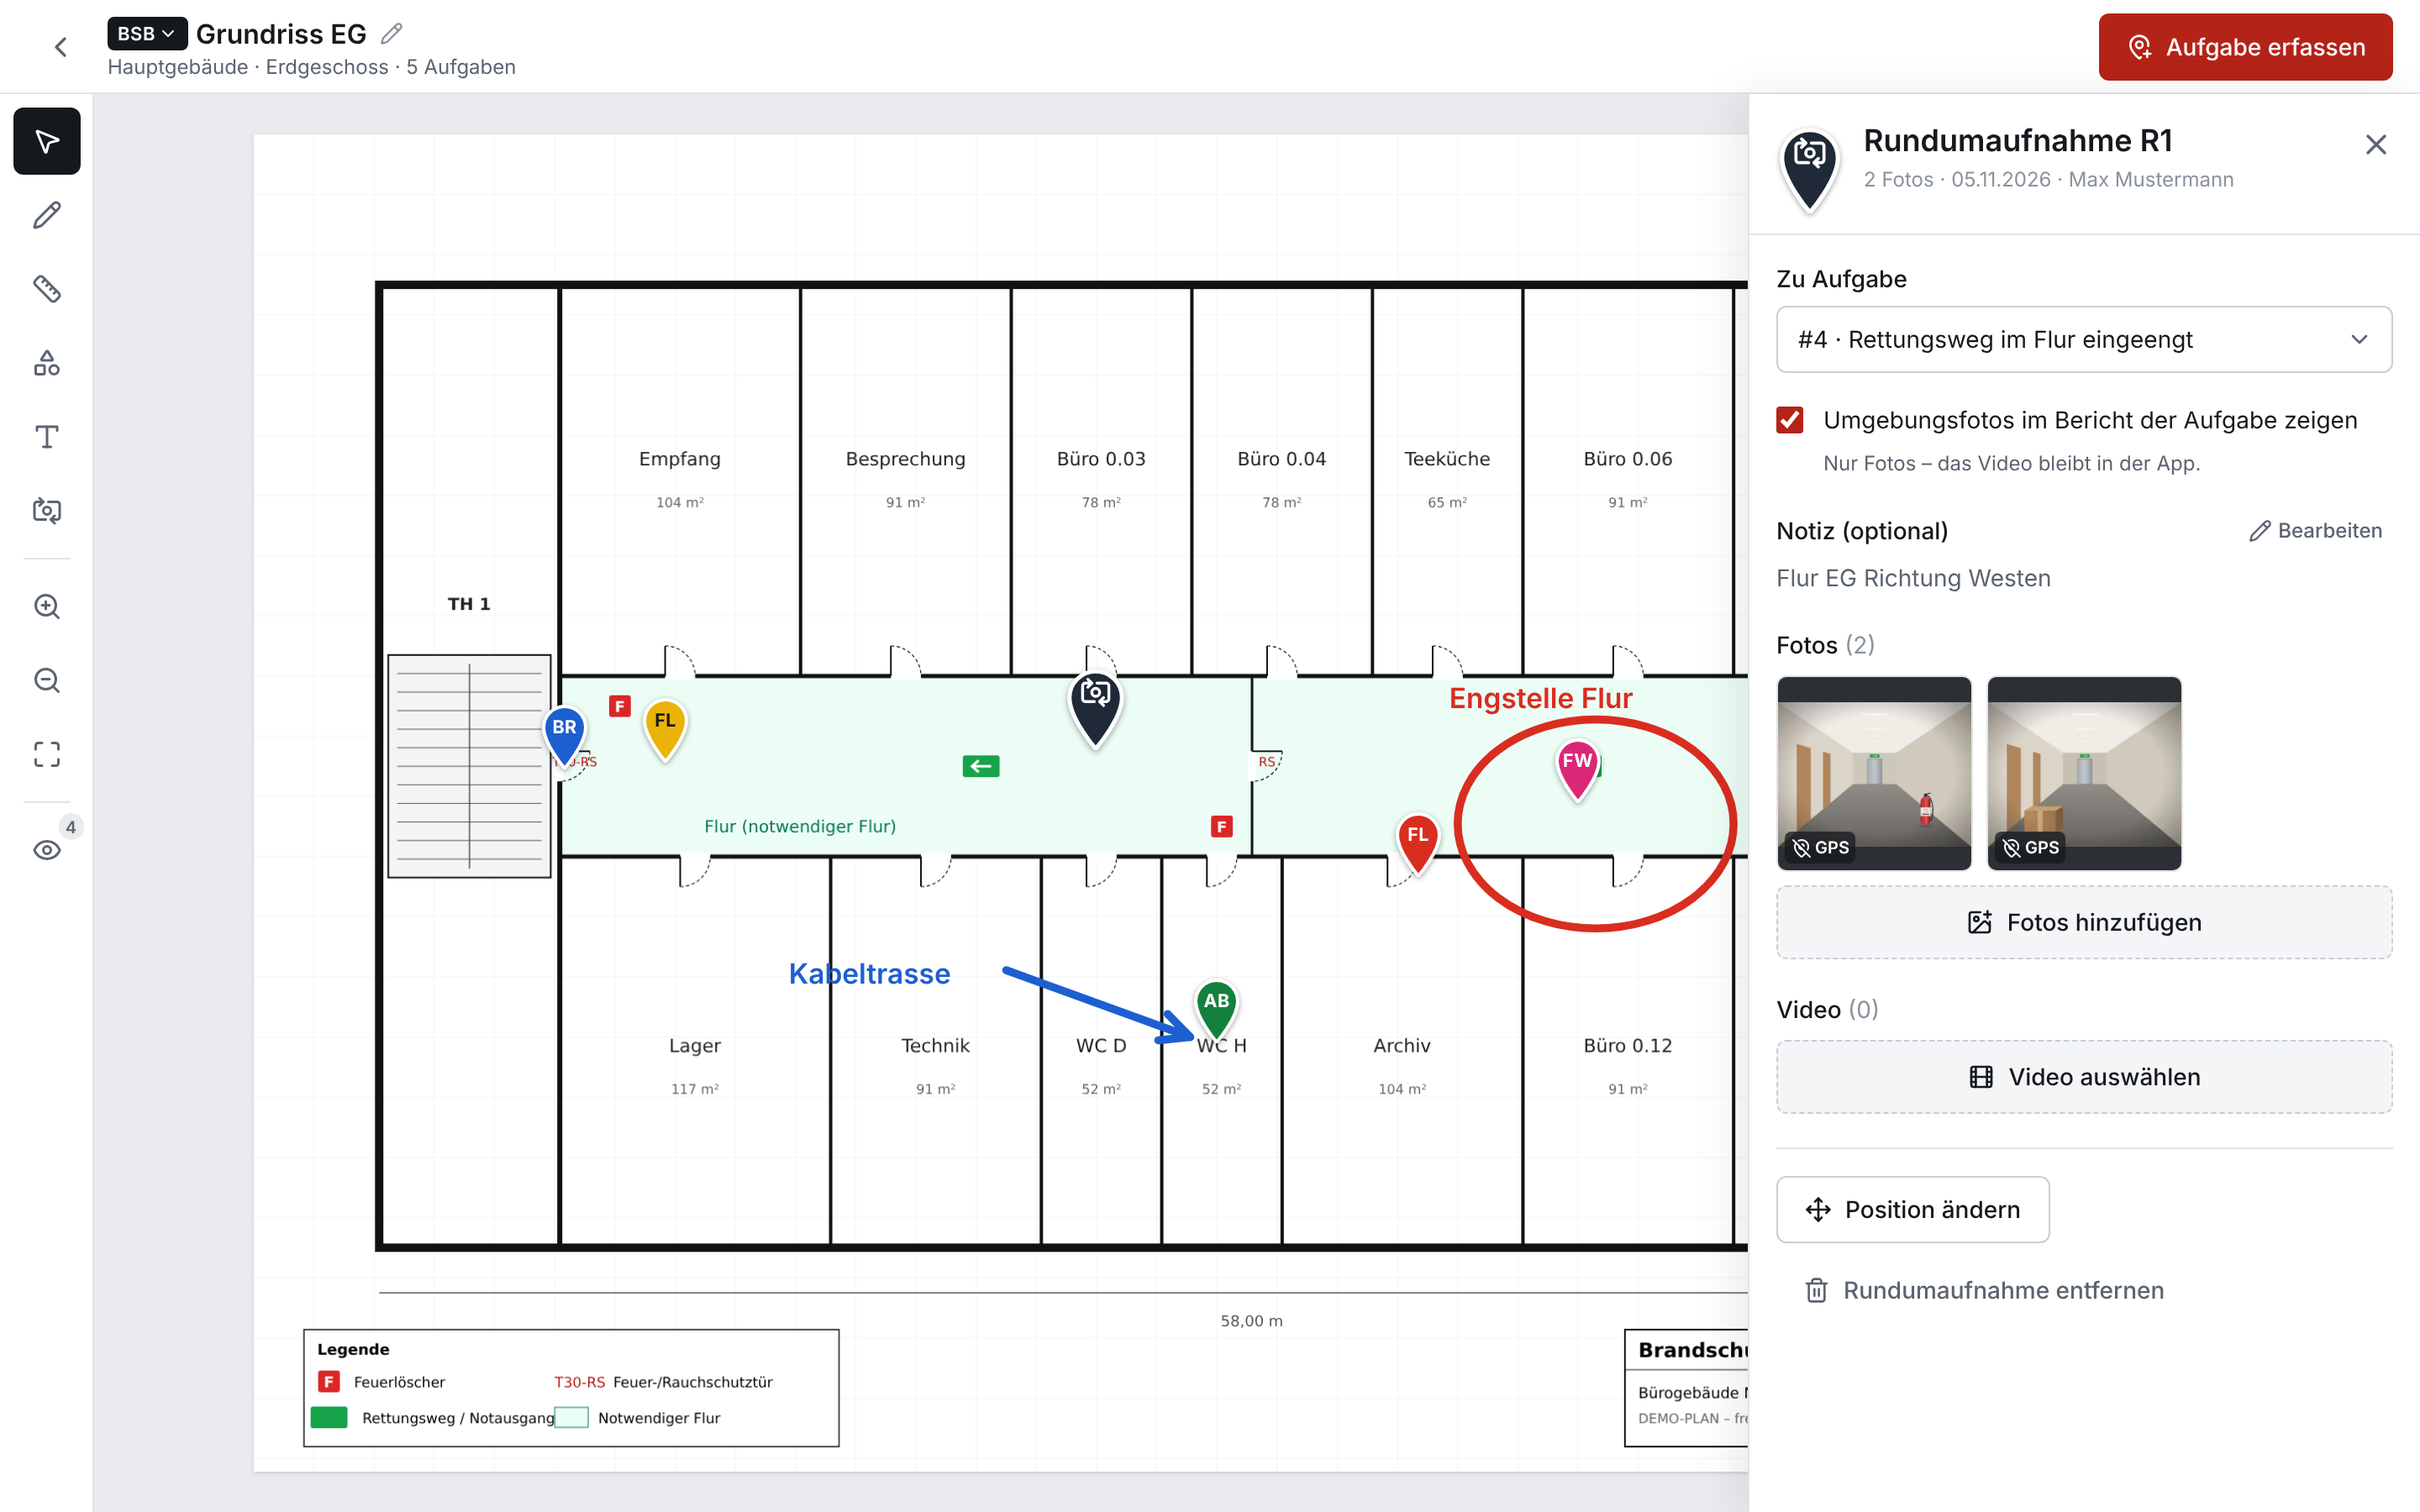 BSB
Grundriss EG
Hauptgebäude · Erdgeschoss · 5 Aufgaben
Aufgabe erfassen
4
Empfang
104 m²
Besprechung
91 m²
Büro 0.03
78 m²
Büro 0.04
78 m²
Teeküche
65 m²
Büro 0.06
91 m²
TH 1
BR
F
FL
RS
Engstelle Flur
FW
FL
F
Flur (notwendiger Flur)
Kabeltrasse
AB
Lager
117 m²
Technik
91 m²
WC D
52 m²
WC H
52 m²
Archiv
104 m²
Büro 0.12
91 m²
58,00 m
Legende
F Feuerlöscher
T30-RS Feuer-/Rauchschutztür
Rettungsweg / Notausgang
Notwendiger Flur
Bürogebäude
DEMO-PLAN –
Rundumaufnahme R1
2 Fotos · 05.11.2026 · Max Mustermann
Zu Aufgabe
#4 · Rettungsweg im Flur eingeengt
Umgebungsfotos im Bericht der Aufgabe zeigen
Nur Fotos – das Video bleibt in der App.
Notiz (optional)
Bearbeiten
Flur EG Richtung Westen
Fotos (2)
GPS
GPS
Fotos hinzufügen
Video (0)
Video auswählen
Position ändern
Rundumaufnahme entfernen